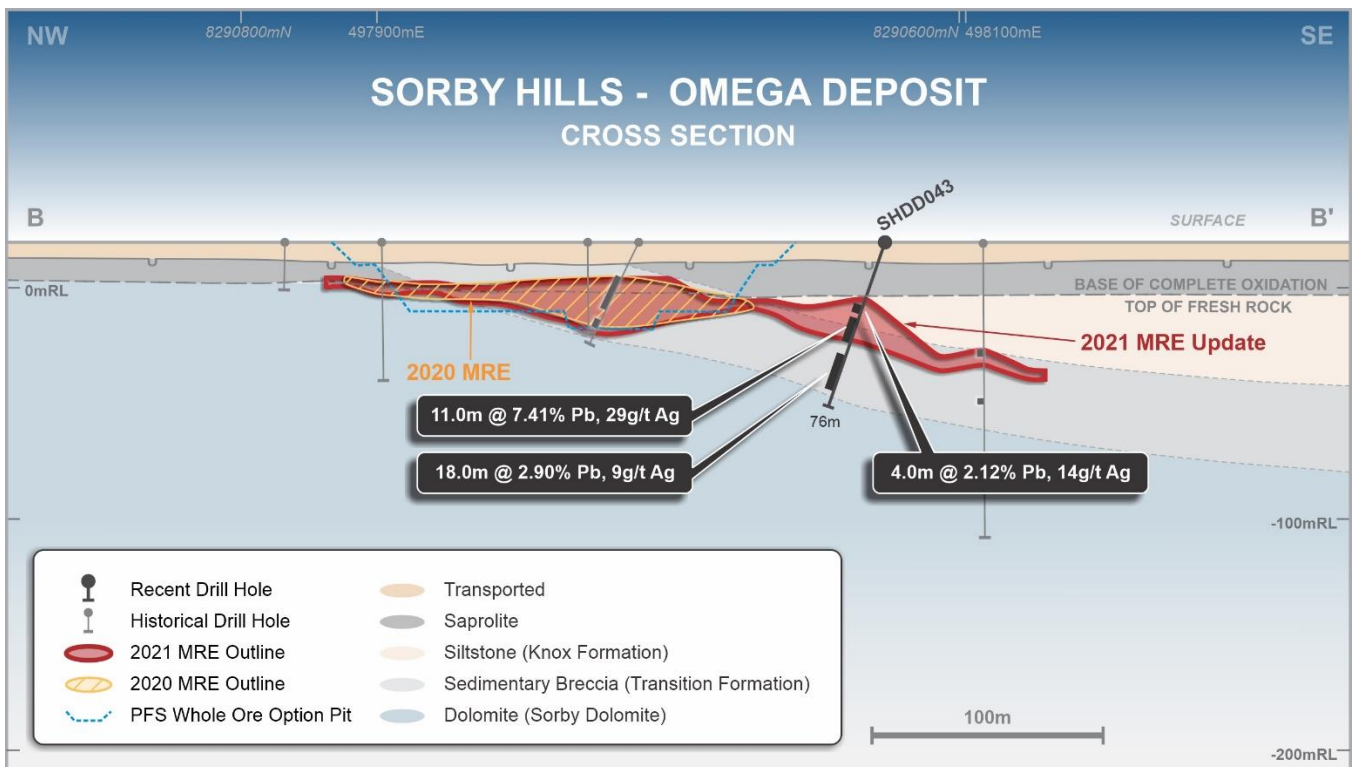 NW
8290800mN
497900mE
8290600mN
498100mE
SE
SORBY HILLS - OMEGA DEPOSIT
CROSS SECTION
SHDD043
B
SURFACE
B'
0mRL
BASE OF COMPLETE OXIDATION
TOP OF FRESH ROCK
2021 MRE Update
2020 MRE
11.0m @ 7.41% Pb, 29g/t Ag
76m
18.0m @ 2.90% Pb, 9g/t Ag
4.0m @ 2.12% Pb, 14g/t Ag
-100mRL
Recent Drill Hole
Historical Drill Hole
2021 MRE Outline
2020 MRE Outline
PFS Whole Ore Option Pit
Transported
Saprolite
Siltstone (Knox Formation)
Sedimentary Breccia (Transition Formation)
Dolomite (Sorby Dolomite)
100m
-200mRL